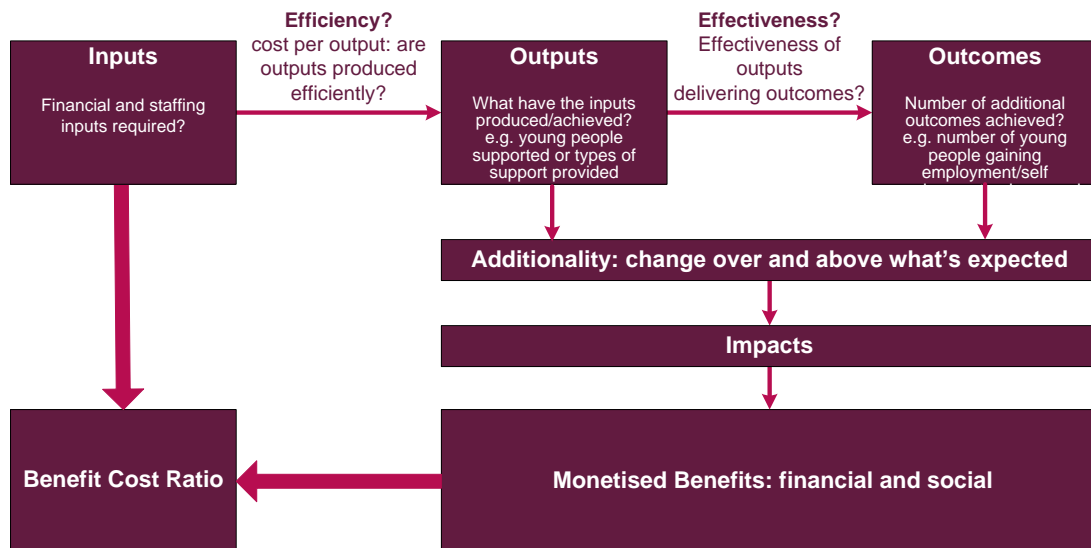 Inputs
Financial and staffing
inputs required?
Efficiency?
cost per output: are
outputs produced
efficiently?
Outputs
What have the inputs
produced/achieved?
e.g. young people
supported or types of
support provided
Effectiveness?
Effectiveness of
outputs
delivering outcomes?
Outcomes
Number of additional
outcomes achieved?
e.g. number of young
people gaining
employment/self
Additionality: change over and above what’s expected
Impacts
Benefit Cost Ratio
Monetised Benefits: financial and social